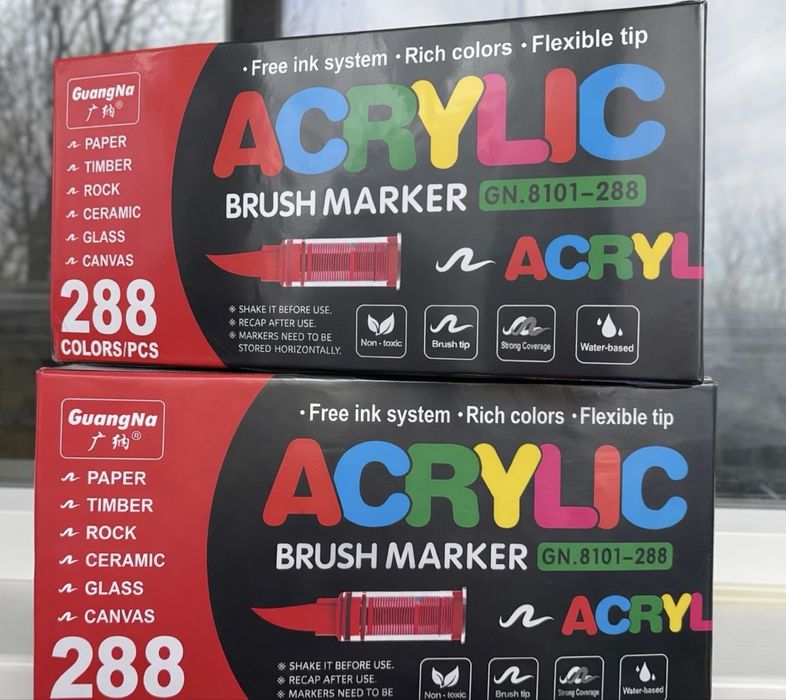 ·Free ink system ·Rich colors ·Flexible tip
GuangNa
广纳®
ACRYLIC
PAPER
TIMBER
ROCK
CERAMIC
GLASS
CANVAS
BRUSH MARKER GN.8101-288
ACRYL
288
COLORS/PCS
※ SHAKE IT BEFORE USE.
※ RECAP AFTER USE.
※ MARKERS NEED TO BE
STORED HORIZONTALLY.
Non-toxic
Brush tip
Strong Coverage
Water-based
·Free ink system ·Rich colors ·Flexible tip
GuangNa
广纳®
ACRYLIC
PAPER
TIMBER
ROCK
CERAMIC
GLASS
CANVAS
BRUSH MARKER GN.8101-288
ACRYL
288
※ SHAKE IT BEFORE USE.
※ RECAP AFTER USE.
※ MARKERS NEED TO BE
Non-toxic
Brush tip
Strong Coverage
Water-based